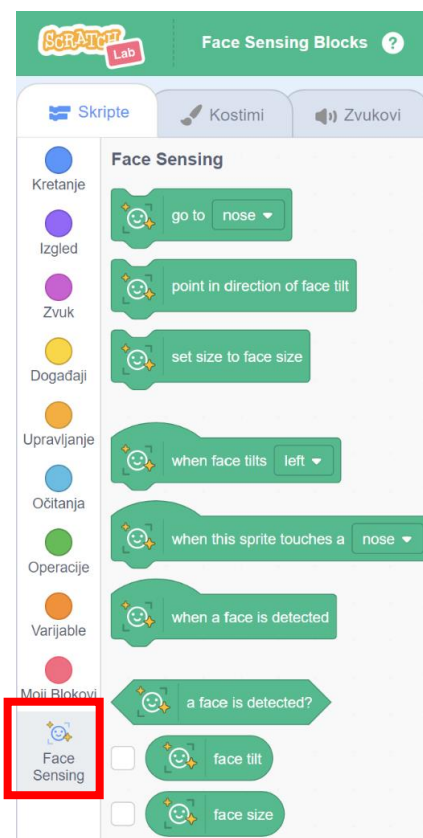 SCRATCH Lab
Face Sensing Blocks ?
Skripte Kostimi Zvukovi
Kretanje
Izgled
Zvuk
Događaji
Upravljanje
Očitanja
Operacije
Varijable
Moji Blokovi
Face
Sensing
Face Sensing
go to nose
point in direction of face tilt
set size to face size
when face tilts left
when this sprite touches a nose
when a face is detected
a face is detected?
face tilt
face size